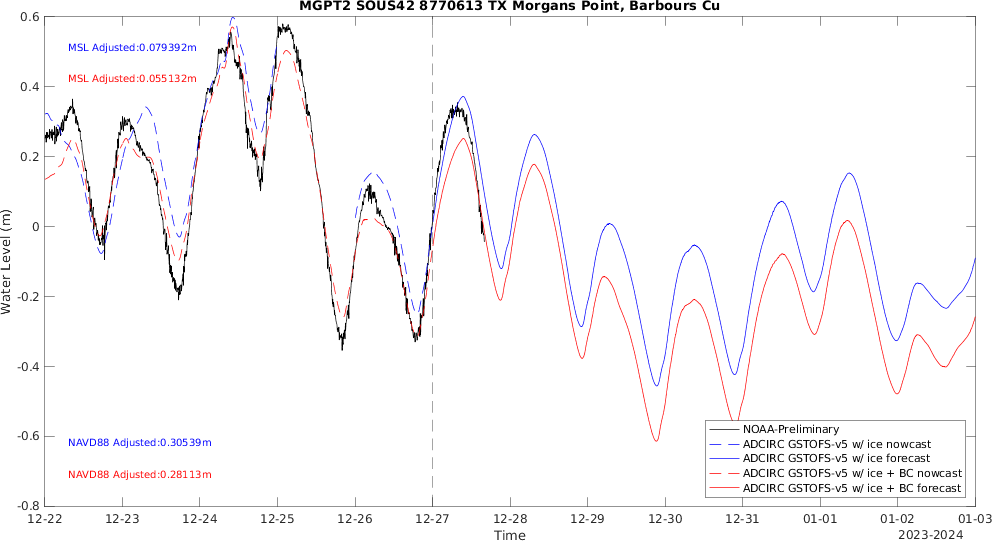 MGPT2 SOUS42 8770613 TX Morgans Point, Barbours Cu
0.6
MSL Adjusted:0.079392m
MSL Adjusted:0.055132m
0.4
0.2
0
-0.2
-0.4
-0.6
-0.8
Water Level (m)
NAVD88 Adjusted:0.30539m
NAVD88 Adjusted:0.28113m
NOAA-Preliminary
ADCIRC GSTOFS-v5 w/ ice nowcast
ADCIRC GSTOFS-v5 w/ ice forecast
ADCIRC GSTOFS-v5 w/ ice + BC nowcast
ADCIRC GSTOFS-v5 w/ ice + BC forecast
12-22 12-23 12-24 12-25 12-26 12-27 12-28 12-29 12-30 12-31 01-01 01-02 01-03
Time
2023-2024